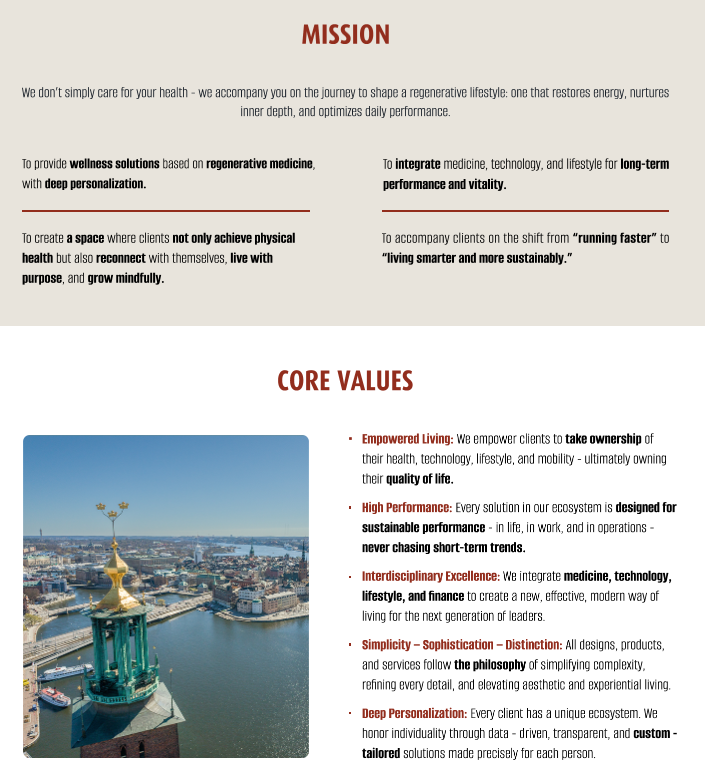 MISSION
We don't simply care for your health - we accompany you on the journey to shape a regenerative lifestyle: one that restores energy, nurtures
inner depth, and optimizes daily performance.
To provide wellness solutions based on regenerative medicine,
with deep personalization.
To integrate medicine, technology, and lifestyle for long-term
performance and vitality.
To create a space where clients not only achieve physical
health but also reconnect with themselves, live with
purpose, and grow mindfully.
To accompany clients on the shift from “running faster” to
“living smarter and more sustainably.”
CORE VALUES
• Empowered Living: We empower clients to take ownership of
their health, technology, lifestyle, and mobility - ultimately owning
their quality of life.
• High Performance: Every solution in our ecosystem is designed for
sustainable performance - in life, in work, and in operations -
never chasing short-term trends.
• Interdisciplinary Excellence: We integrate medicine, technology,
lifestyle, and finance to create a new, effective, modern way of
living for the next generation of leaders.
• Simplicity – Sophistication – Distinction: All designs, products,
and services follow the philosophy of simplifying complexity,
refining every detail, and elevating aesthetic and experiential living.
• Deep Personalization: Every client has a unique ecosystem. We
honor individuality through data - driven, transparent, and custom -
tailored solutions made precisely for each person.